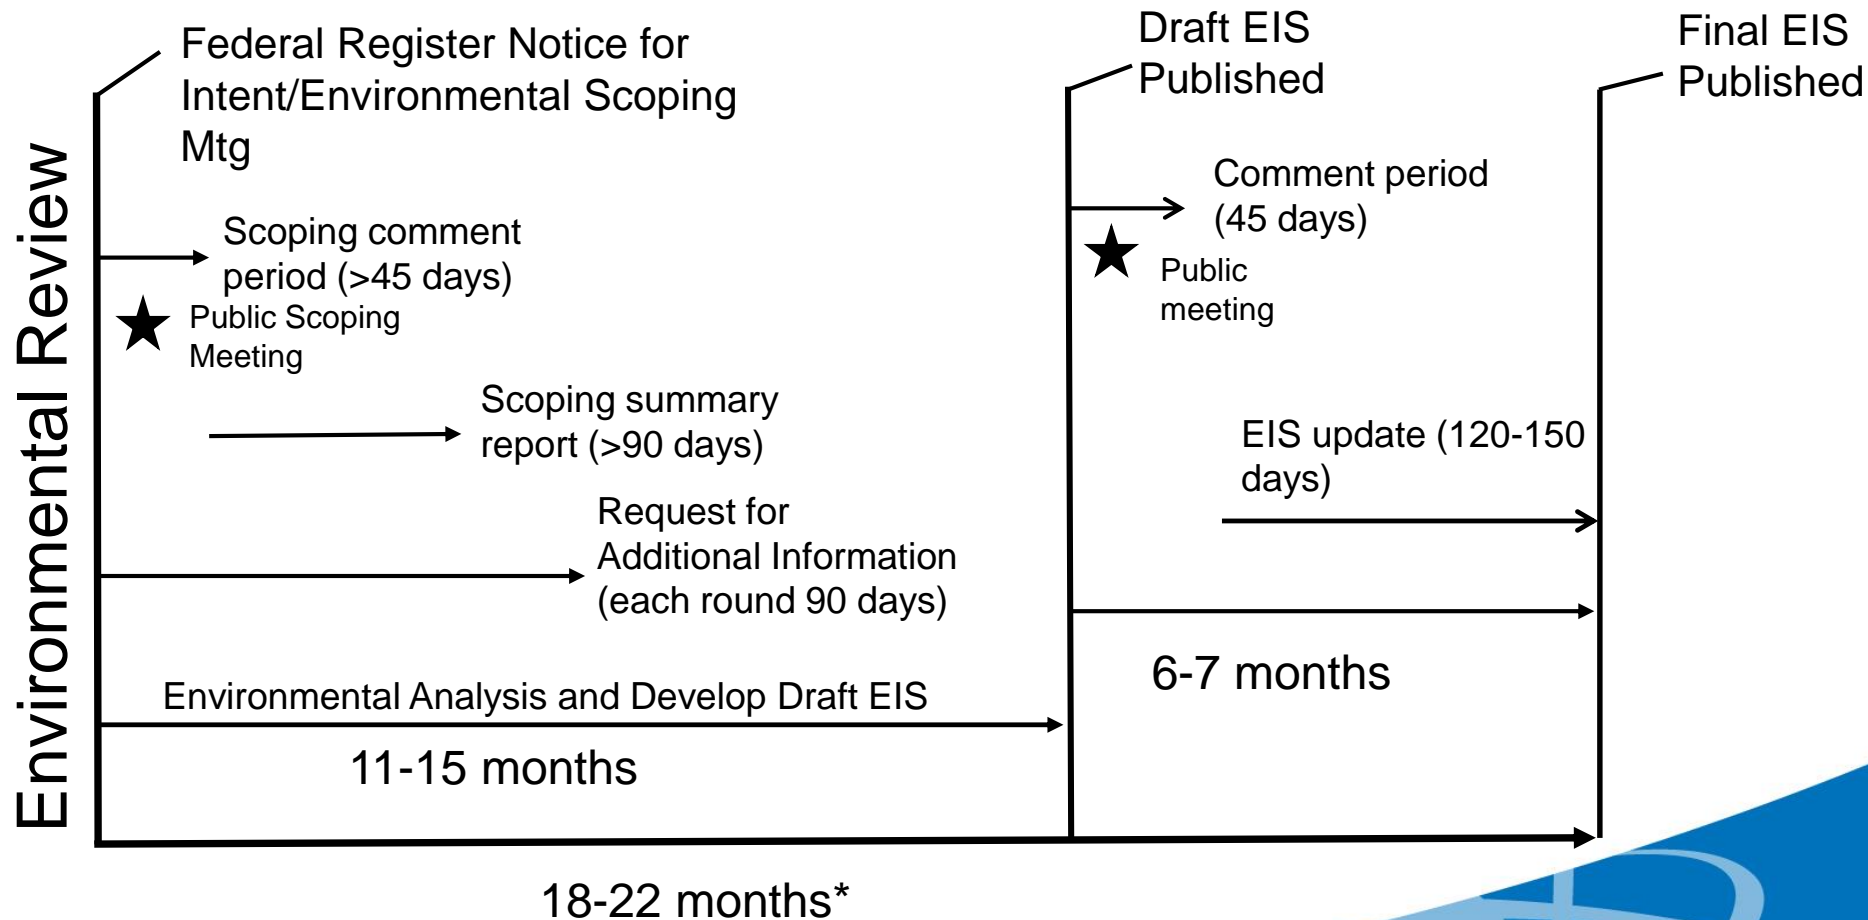 Environmental Review
Federal Register Notice for
Intent/Environmental Scoping
Mtg
Scoping comment
period (>45 days)
Public Scoping
Meeting
Scoping summary
report (>90 days)
Request for
Additional Information
(each round 90 days)
Environmental Analysis and Develop Draft EIS
11-15 months
Draft EIS
Published
Comment period
(45 days)
Public
meeting
EIS update (120-150
days)
6-7 months
Final EIS
Published
18-22 months*